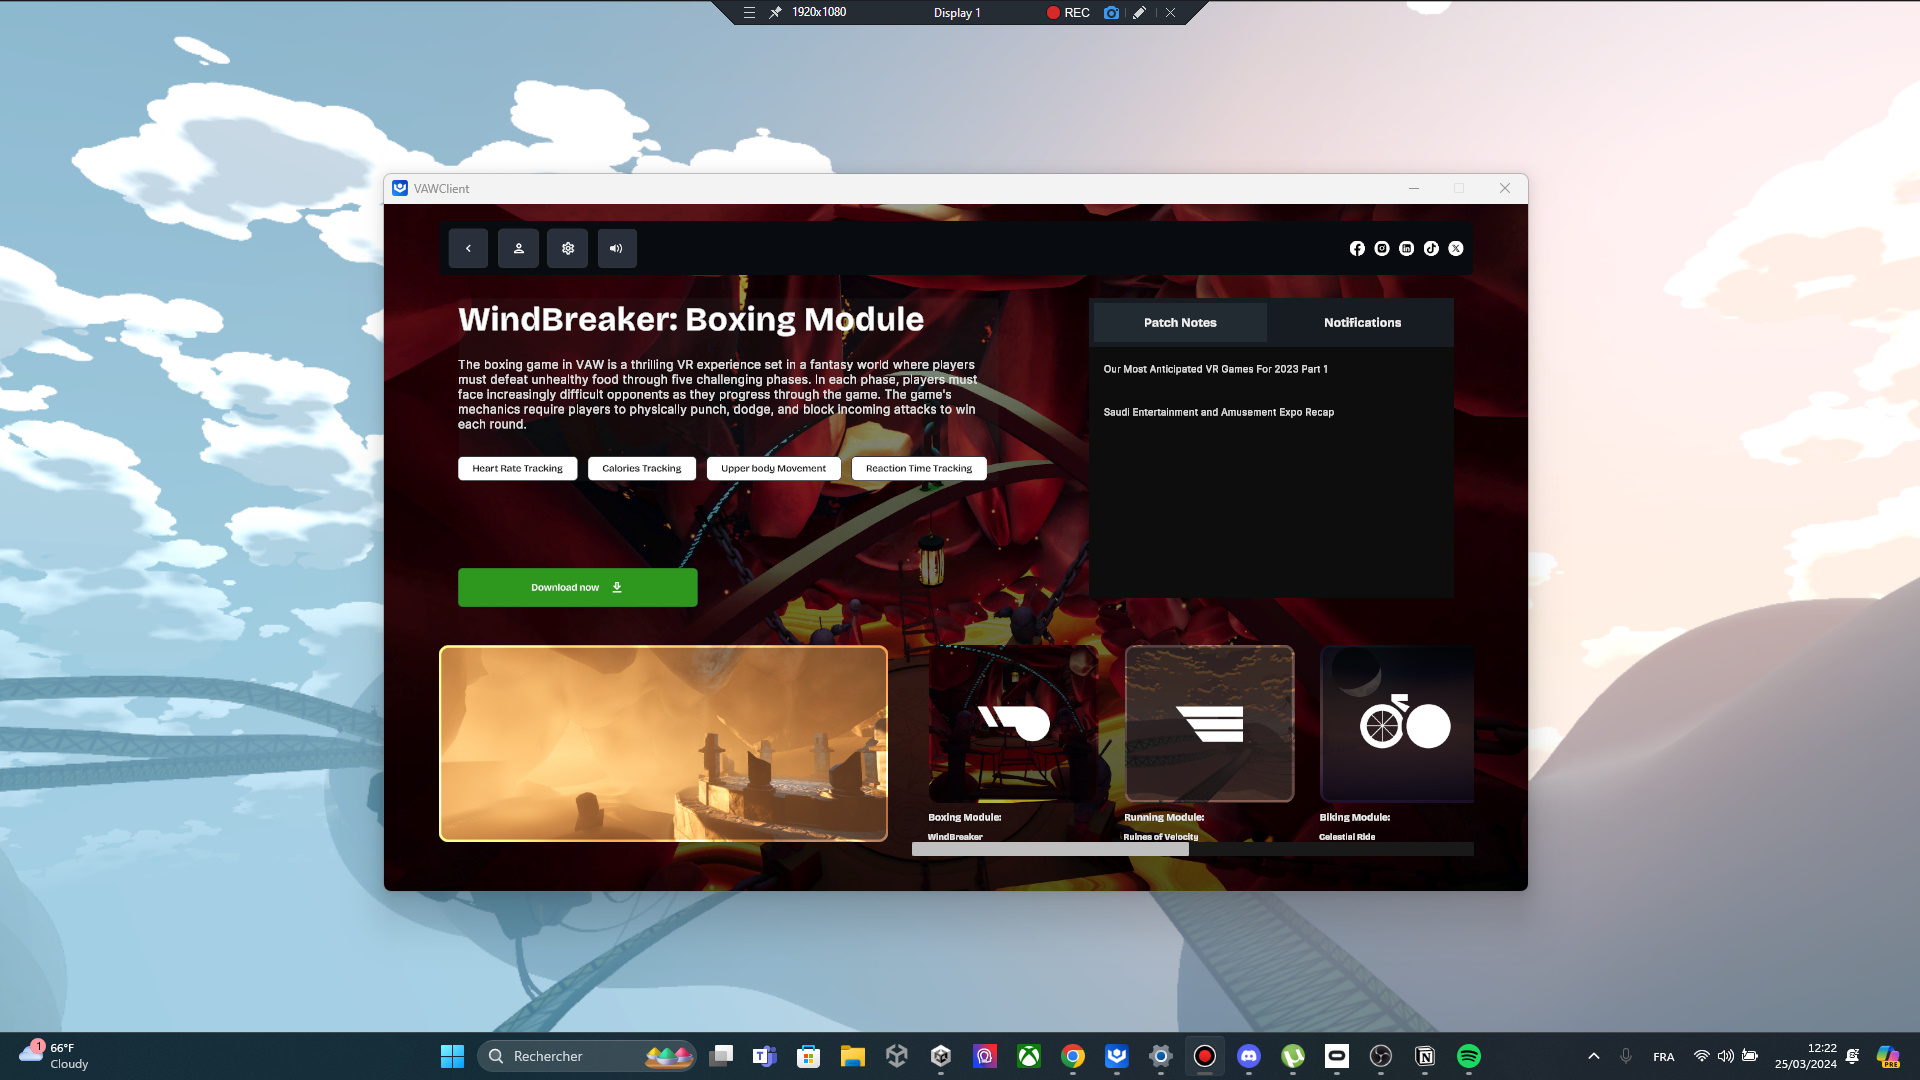 1920x1080
Display 1
REC
VAWClient
WindBreaker: Boxing Module
The boxing game in VAW is a thrilling VR experience set in a fantasy world where players
must defeat unhealthy food through five challenging phases. In each phase, players must
face increasingly difficult opponents as they progress through the game. The game's
mechanics require players to physically punch, dodge, and block incoming attacks to win
each round.
Heart Rate Tracking
Calories Tracking
Upper body Movement
Reaction Time Tracking
Download now
Patch Notes
Notifications
Our Most Anticipated VR Games For 2023 Part 1
Saudi Entertainment and Amusement Expo Recap
Boxing Module:
WindBreaker
Running Module:
Ruines of Velocity
Biking Module:
Celestial Ride
1
66°F
Cloudy
Rechercher
FRA
12:22
25/03/2024
PRE